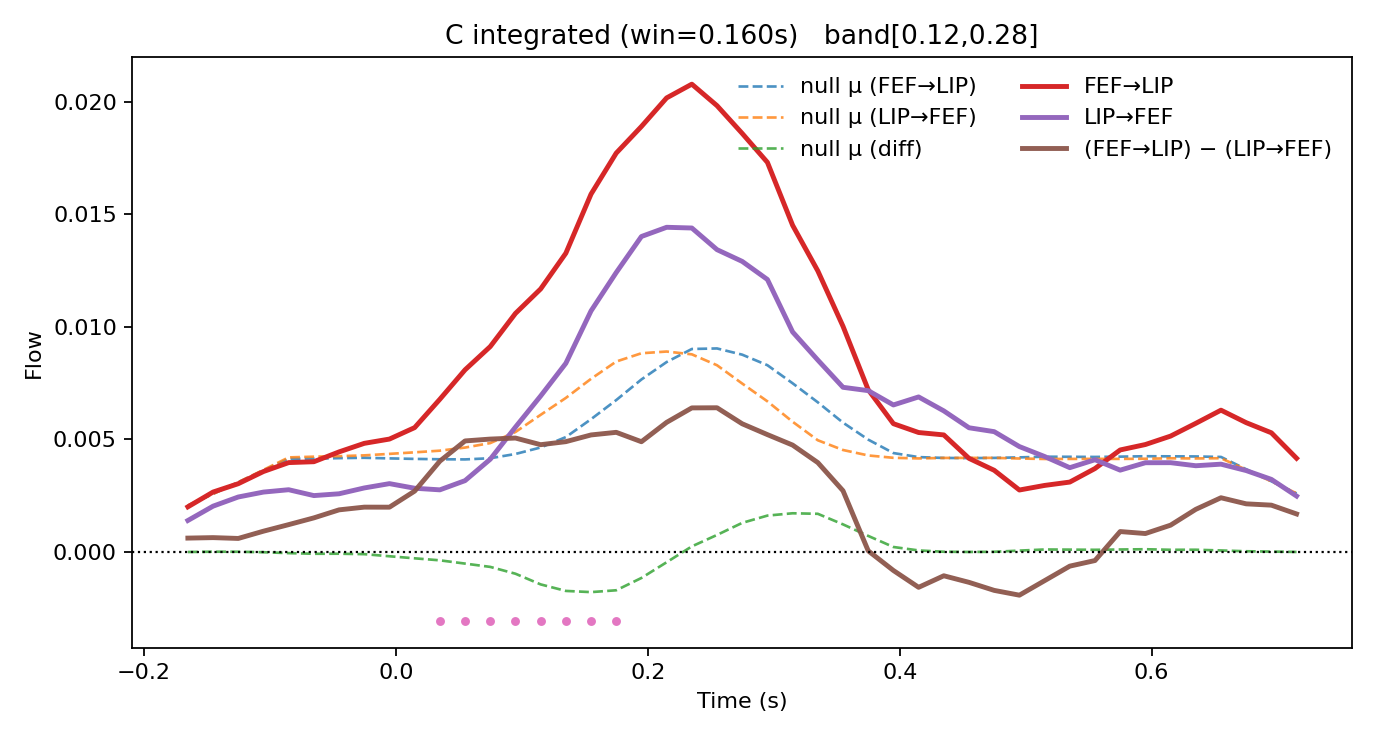 C integrated (win=0.160s)   band[0.12,0.28]
null μ (FEF→LIP)
null μ (LIP→FEF)
null μ (diff)
FEF→LIP
LIP→FEF
(FEF→LIP) − (LIP→FEF)
Flow
0.020
0.015
0.010
0.005
0.000
−0.2
0.0
0.2
0.4
0.6
Time (s)